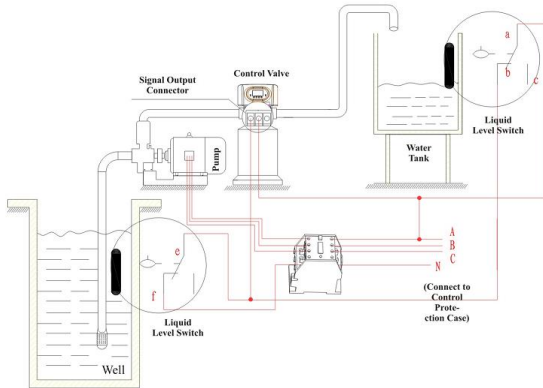 a
b
c
Signal Output
Connector
Control Valve
Liquid
Level Switch
Water
Tank
Pump
A
B
C
N
e
f
(Connect to
Control
Prote-
ction Case)
Liquid
Level Switch
Well